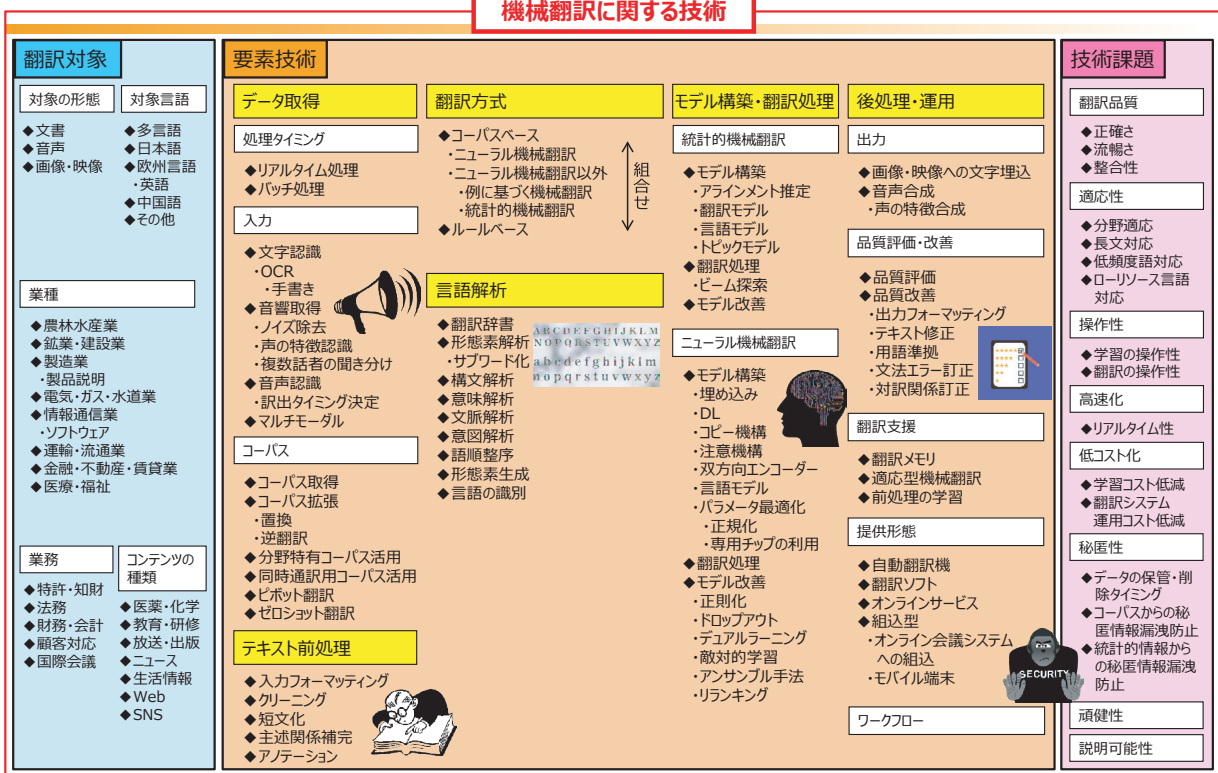 機械翻訳に関する技術
翻訳対象
対象の形態
◆文書
◆音声
◆画像・映像
対象言語
◆多言語
◆日本語
◆欧州言語
・英語
◆中国語
◆その他
業種
◆農林水産業
◆鉱業・建設業
◆製造業
・製品説明
◆電気・ガス・水道業
◆情報通信業
・ソフトウェア
◆運輸・流通業
◆金融・不動産・賃貸業
◆医療・福祉
業務
◆特許・知財
◆法務
◆財務・会計
◆顧客対応
◆国際会議
コンテンツの
種類
◆医薬・化学
◆教育・研修
◆放送・出版
◆ニュース
◆生活情報
◆Web
◆SNS
要素技術
データ取得
処理タイミング
◆リアルタイム処理
◆バッチ処理
入力
◆文字認識
・OCR
・手書き
◆音響取得
・ノイズ除去
・声の特徴認識
・複数話者の聞き分け
◆音声認識
・訳出タイミング決定
◆マルチモーダル
コーパス
◆コーパス取得
◆コーパス拡張
・置換
・逆翻訳
◆分野特有コーパス活用
◆同時通訳用コーパス活用
◆ピボット翻訳
◆ゼロショット翻訳
テキスト前処理
◆入力フォーマッティング
◆クリーニング
◆短文化
◆主述関係補完
◆アノテーション
翻訳方式
◆コーパスベース
・ニューラル機械翻訳
・ニューラル機械翻訳以外
・例に基づく機械翻訳
・統計的機械翻訳
◆ルールベース
組合せ
言語解析
◆翻訳辞書
◆形態素解析
・サブワード化
◆構文解析
◆意味解析
◆文脈解析
◆意図解析
◆語順整序
◆形態素生成
◆言語の識別
ABCDEFGHIJKLM
NOPQRSTUVWXYZ
abcdefghijklm
nopqrstuvwxyz
モデル構築・翻訳処理
統計的機械翻訳
◆モデル構築
・アラインメント推定
・翻訳モデル
・言語モデル
・トピックモデル
◆翻訳処理
・ビーム探索
◆モデル改善
ニューラル機械翻訳
◆モデル構築
・埋め込み
・DL
・コピー機構
・注意機構
・双方向エンコーダー
・言語モデル
・パラメータ最適化
・正規化
・専用チップの利用
◆翻訳処理
◆モデル改善
・正則化
・ドロップアウト
・デュアルラーニング
・敵対的学習
・アンサンブル手法
・リランキング
後処理・運用
出力
◆画像・映像への文字埋込
◆音声合成
・声の特徴合成
品質評価・改善
◆品質評価
◆品質改善
・出力フォーマッティング
・テキスト修正
・用語準拠
・文法エラー訂正
・対訳関係訂正
翻訳支援
◆翻訳メモリ
◆適応型機械翻訳
◆前処理の学習
提供形態
◆自動翻訳機
◆翻訳ソフト
◆オンラインサービス
◆組込型
・オンライン会議システム
への組込
・モバイル端末
SECURITY
ワークフロー
技術課題
翻訳品質
◆正確さ
◆流暢さ
◆整合性
適応性
◆分野適応
◆長文対応
◆低頻度語対応
◆ローリソース言語
対応
操作性
◆学習の操作性
◆翻訳の操作性
高速化
◆リアルタイム性
低コスト化
◆学習コスト低減
◆翻訳システム
運用コスト低減
秘匿性
◆データの保管・削
除タイミング
◆コーパスからの秘
匿情報漏洩防止
◆統計的情報から
の秘匿情報漏洩
防止
頑健性
説明可能性